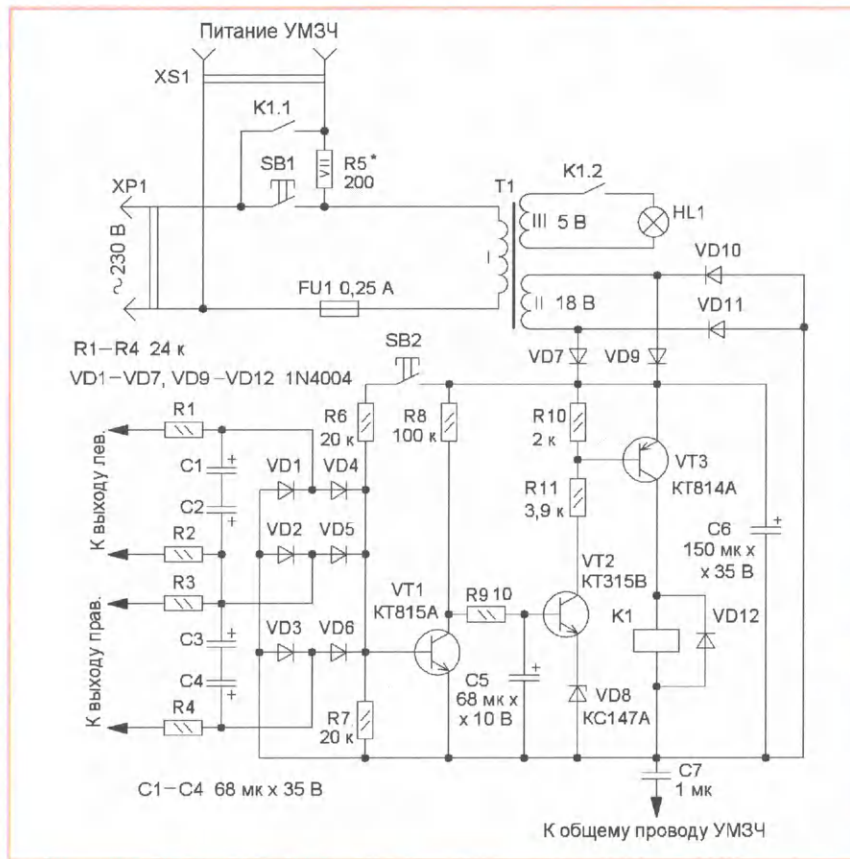 Питание УМЗЧ
XS1
K1.1
SB1
R5*
200
VII
XP1
~230 В
T1
K1.2
III 5 В
HL1
I
II 18 В
VD10
VD11
FU1 0,25 А
R1–R4 24 к
VD1–VD7, VD9–VD12 1N4004
SB2
VD7
VD9
R1
C1
+
C2
+
R2
R3
C3
+
C4
+
R4
К выходу лев.
К выходу прав.
VD1
VD4
VD2
VD5
VD3
VD6
R6
20 к
R8
100 к
R10
2 к
R11
3,9 к
VT3
КТ814А
C6
150 мк х
х 35 В
+
VT1
КТ815А
R9 10
VT2
КТ315В
K1
VD12
C5
68 мк х
х 10 В
+
VD8
КС147А
R7
20 к
C1–C4 68 мк х 35 В
C7
1 мк
К общему проводу УМЗЧ